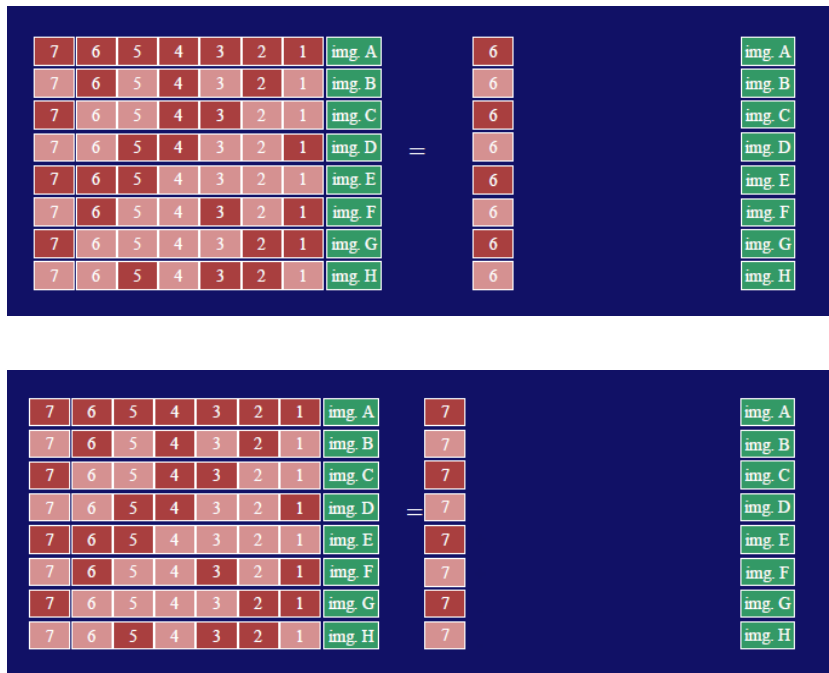 7 6 5 4 3 2 1 img. A 6 img. A
7 6 5 4 3 2 1 img. B 6 img. B
7 6 5 4 3 2 1 img. C 6 img. C
7 6 5 4 3 2 1 img. D = 6 img. D
7 6 5 4 3 2 1 img. E 6 img. E
7 6 5 4 3 2 1 img. F 6 img. F
7 6 5 4 3 2 1 img. G 6 img. G
7 6 5 4 3 2 1 img. H 6 img. H
7 6 5 4 3 2 1 img. A 7 img. A
7 6 5 4 3 2 1 img. B 7 img. B
7 6 5 4 3 2 1 img. C 7 img. C
7 6 5 4 3 2 1 img. D = 7 img. D
7 6 5 4 3 2 1 img. E 7 img. E
7 6 5 4 3 2 1 img. F 7 img. F
7 6 5 4 3 2 1 img. G 7 img. G
7 6 5 4 3 2 1 img. H 7 img. H